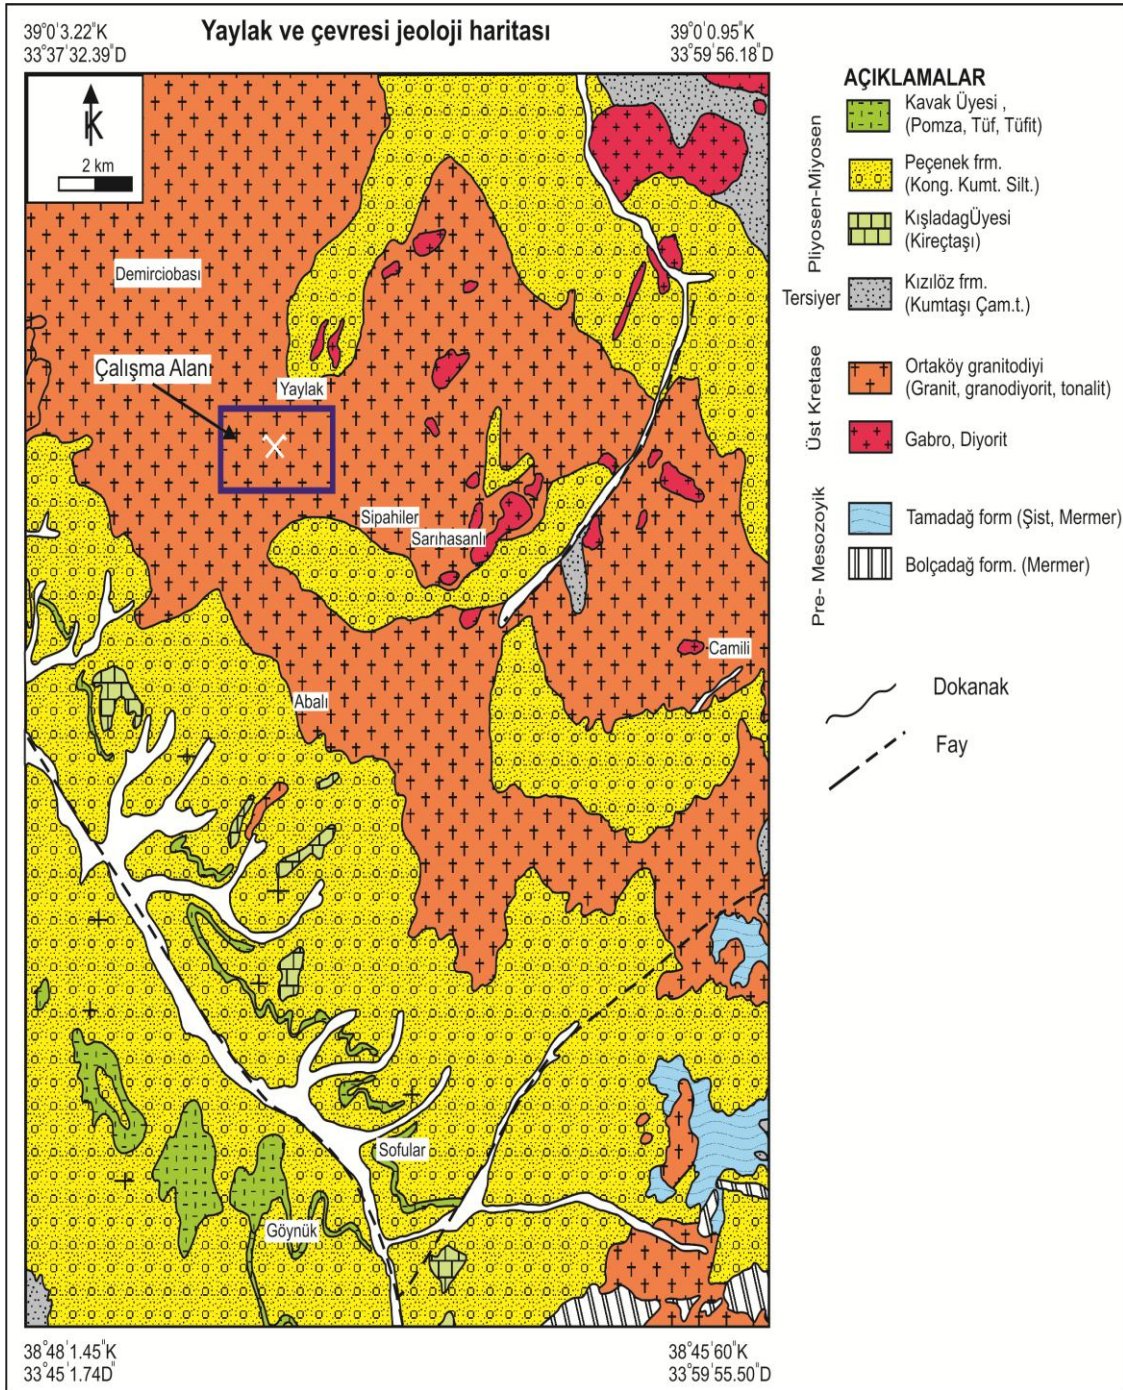 Yaylak ve çevresi jeoloji haritası
39°0'3.22"K
33°37'32.39"D
39°0'0.95"K
33°59'56.18"D
K
2 km
Demirciobası
Çalışma Alanı
Yaylak
Sipahiler
Sarıhasanlı
Camili
Abalı
Sofular
Göynük
38°48'1.45"K
33°45'1.74D"
38°45'60"K
33°59'55.50"D
AÇIKLAMALAR
Pliyosen-Miyosen
Kavak Üyesi ,
(Pomza, Tüf, Tüfit)
Peçenek frm.
(Kong. Kumt. Silt.)
KışladagÜyesi
(Kireçtaşı)
Tersiyer
Kızılöz frm.
(Kumtaşı Çam.t.)
Üst Kretase
Ortaköy granitodiyi
(Granit, granodiyorit, tonalit)
Gabro, Diyorit
Pre- Mesozoyik
Tamadağ form (Şist, Mermer)
Bolçadağ form. (Mermer)
Dokanak
Fay